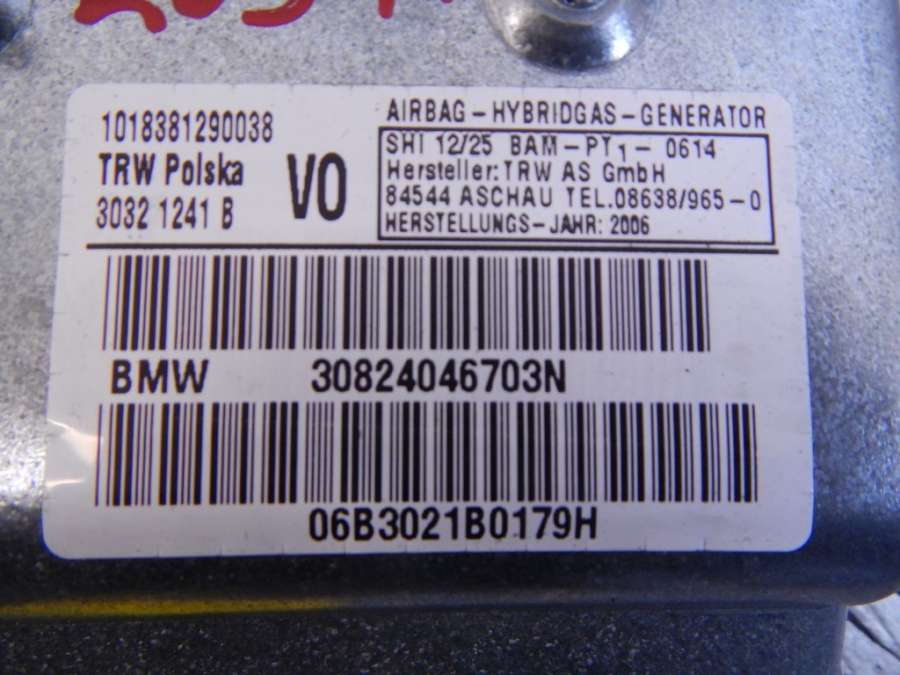 1018381290038
TRW Polska
3032 1241 B
VO
AIRBAG-HYBRIDGAS-GENERATOR
SHI 12/25 BAM-PT1- 0614
Hersteller: TRW AS GmbH
84544 ASCHAU TEL.08638/965-0
HERSTELLUNGS-JAHR: 2006
BMW 30824046703N
06B3021B0179H